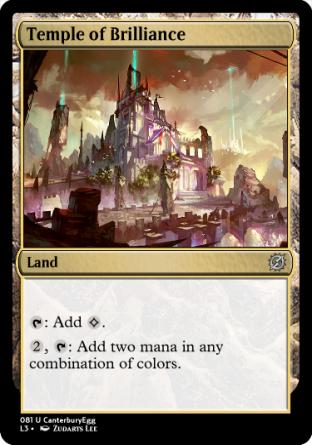 Temple of Brilliance
Land
: Add .
2, : Add two mana in any
combination of colors.
081 U CanterburyEgg
L3 • Zudarts Lee